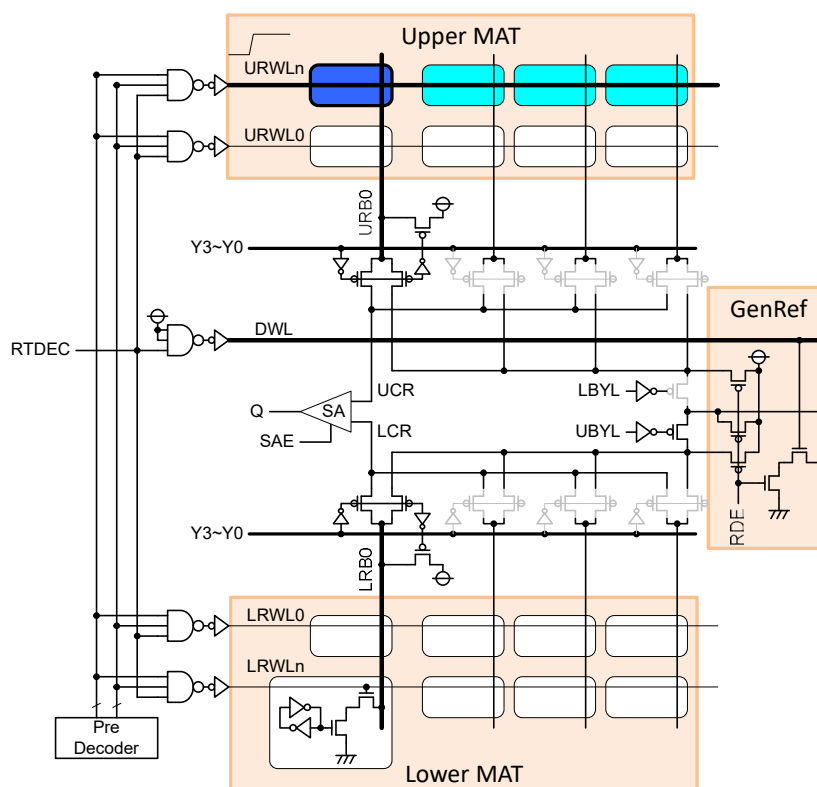 Upper MAT
URWLn
URWL0
URB0
Y3~Y0
GenRef
DWL
RTDEC
UCR
LBYL
Q
SA
LCR
UBYL
SAE
RDE
Y3~Y0
LRB0
LRWL0
LRWLn
Pre
Decoder
Lower MAT